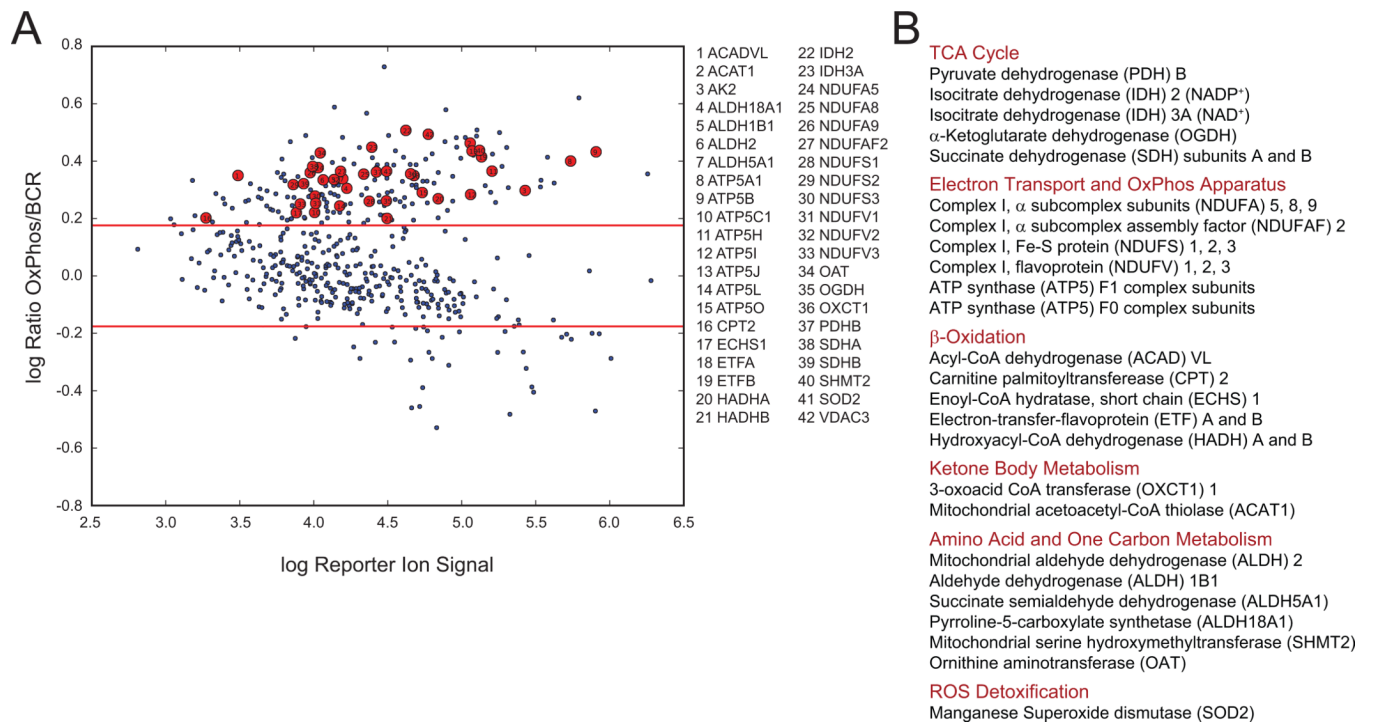 A
0.8
0.6
0.4
0.2
0.0
-0.2
-0.4
-0.6
-0.8
2.5 3.0 3.5 4.0 4.5 5.0 5.5 6.0 6.5
log Ratio OxPhos/BCR
log Reporter Ion Signal
1 ACADVL
2 ACAT1
3 AK2
4 ALDH18A1
5 ALDH1B1
6 ALDH2
7 ALDH5A1
8 ATP5A1
9 ATP5B
10 ATP5C1
11 ATP5H
12 ATP5I
13 ATP5J
14 ATP5L
15 ATP5O
16 CPT2
17 ECHS1
18 ETFA
19 ETFB
20 HADHA
21 HADHB
22 IDH2
23 IDH3A
24 NDUFA5
25 NDUFA8
26 NDUFA9
27 NDUFAF2
28 NDUFS1
29 NDUFS2
30 NDUFS3
31 NDUFV1
32 NDUFV2
33 NDUFV3
34 OAT
35 OGDH
36 OXCT1
37 PDHB
38 SDHA
39 SDHB
40 SHMT2
41 SOD2
42 VDAC3
B
TCA Cycle
Pyruvate dehydrogenase (PDH) B
Isocitrate dehydrogenase (IDH) 2 (NADP⁺)
Isocitrate dehydrogenase (IDH) 3A (NAD⁺)
α-Ketoglutarate dehydrogenase (OGDH)
Succinate dehydrogenase (SDH) subunits A and B
Electron Transport and OxPhos Apparatus
Complex I, α subcomplex subunits (NDUFA) 5, 8, 9
Complex I, α subcomplex assembly factor (NDUFAF) 2
Complex I, Fe-S protein (NDUFS) 1, 2, 3
Complex I, flavoprotein (NDUFV) 1, 2, 3
ATP synthase (ATP5) F1 complex subunits
ATP synthase (ATP5) F0 complex subunits
β-Oxidation
Acyl-CoA dehydrogenase (ACAD) VL
Carnitine palmitoyltransferease (CPT) 2
Enoyl-CoA hydratase, short chain (ECHS) 1
Electron-transfer-flavoprotein (ETF) A and B
Hydroxyacyl-CoA dehydrogenase (HADH) A and B
Ketone Body Metabolism
3-oxoacid CoA transferase (OXCT1) 1
Mitochondrial acetoacetyl-CoA thiolase (ACAT1)
Amino Acid and One Carbon Metabolism
Mitochondrial aldehyde dehydrogenase (ALDH) 2
Aldehyde dehydrogenase (ALDH) 1B1
Succinate semialdehyde dehydrogenase (ALDH5A1)
Pyrroline-5-carboxylate synthetase (ALDH18A1)
Mitochondrial serine hydroxymethyltransferase (SHMT2)
Ornithine aminotransferase (OAT)
ROS Detoxification
Manganese Superoxide dismutase (SOD2)